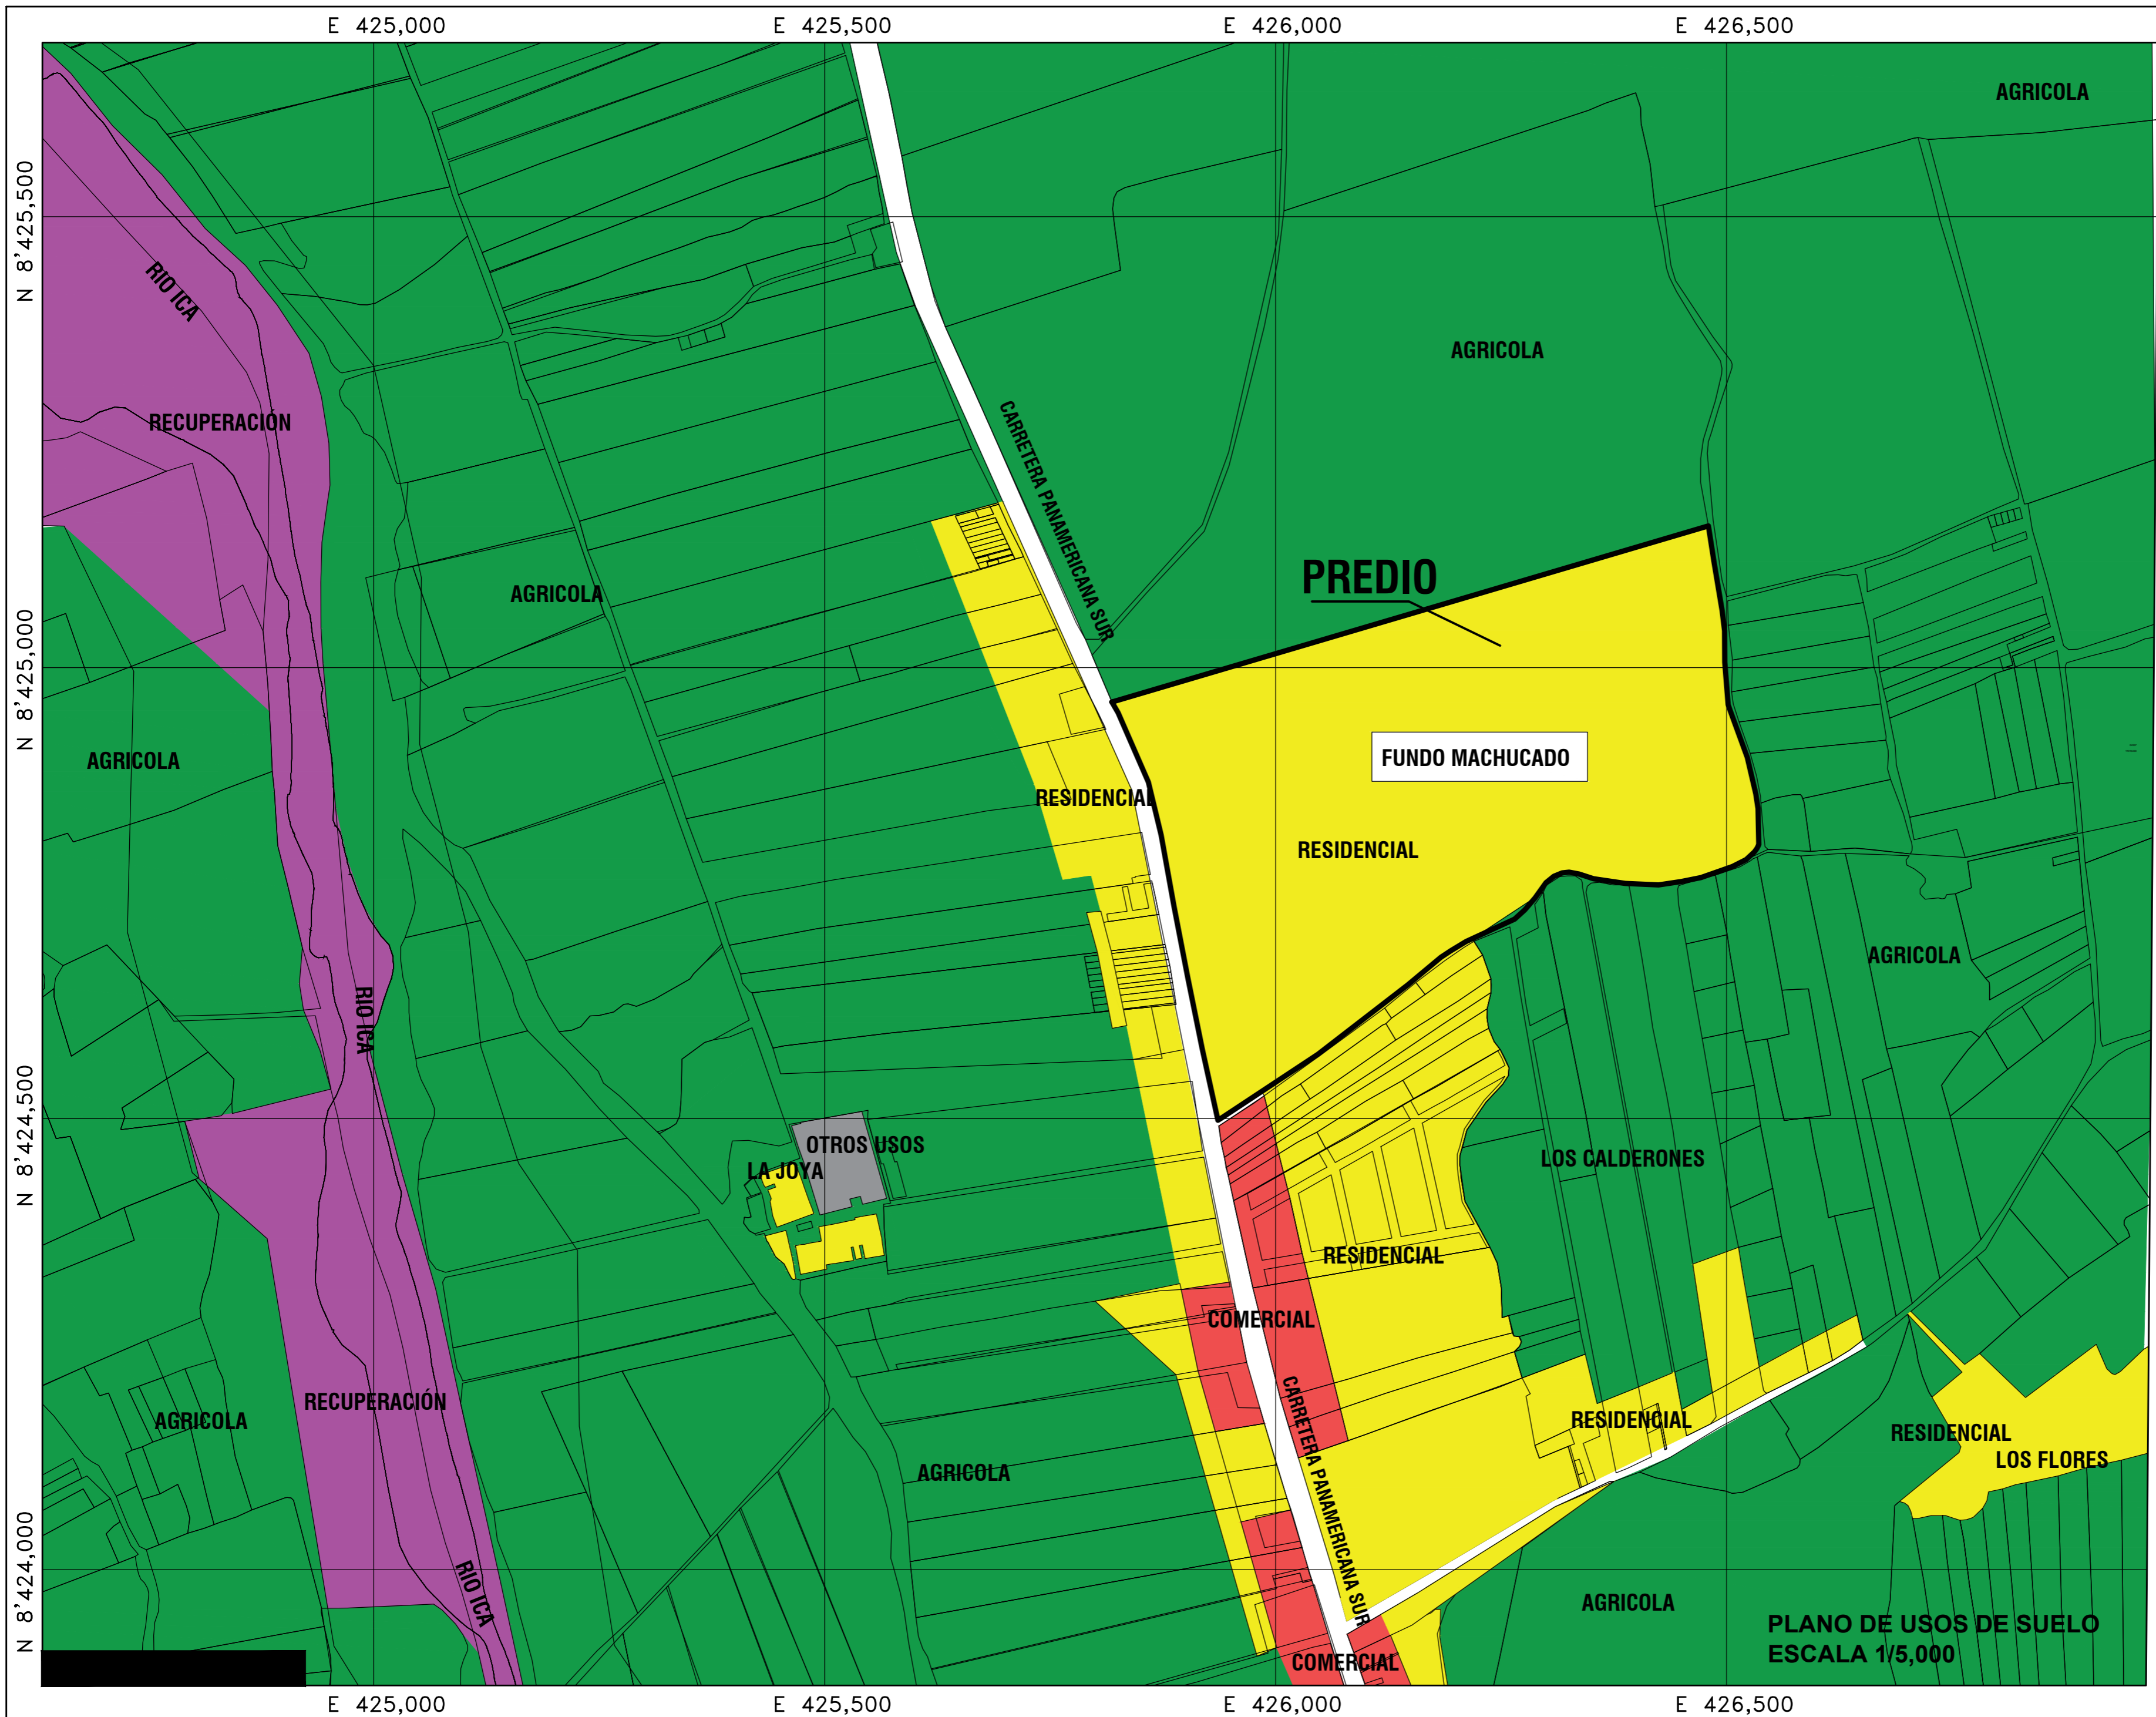 E 425,000
E 425,500
E 426,000
E 426,500
AGRICOLA
N 8'425,500
RIO ICA
AGRICOLA
RECUPERACIÓN
CARRETERA PANAMERICANA SUR
AGRICOLA
PREDIO
N 8'425,000
AGRICOLA
FUNDO MACHUCADO
RESIDENCIAL
RESIDENCIAL
AGRICOLA
RIO ICA
N 8'424,500
OTROS USOS
LA JOYA
LOS CALDERONES
RESIDENCIAL
COMERCIAL
RECUPERACIÓN
AGRICOLA
CARRETERA PANAMERICANA SUR
RESIDENCIAL
RESIDENCIAL
LOS FLORES
AGRICOLA
N 8'424,000
RIO ICA
AGRICOLA
PLANO DE USOS DE SUELO
ESCALA 1/5,000
COMERCIAL
E 425,000
E 425,500
E 426,000
E 426,500